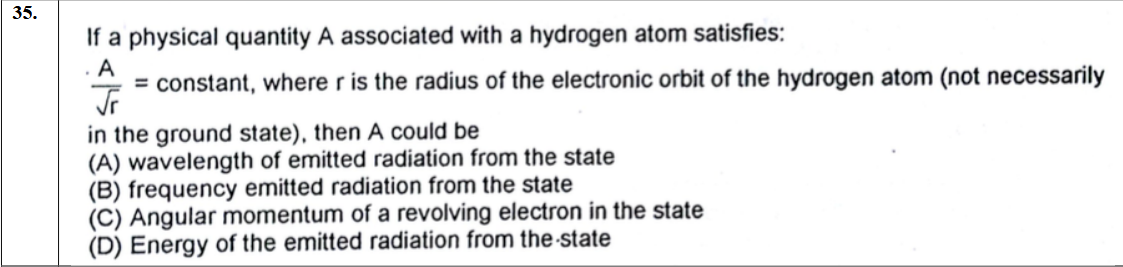 35.
If a physical quantity A associated with a hydrogen atom satisfies:
A/√r = constant, where r is the radius of the electronic orbit of the hydrogen atom (not necessarily
in the ground state), then A could be
(A) wavelength of emitted radiation from the state
(B) frequency emitted radiation from the state
(C) Angular momentum of a revolving electron in the state
(D) Energy of the emitted radiation from the state